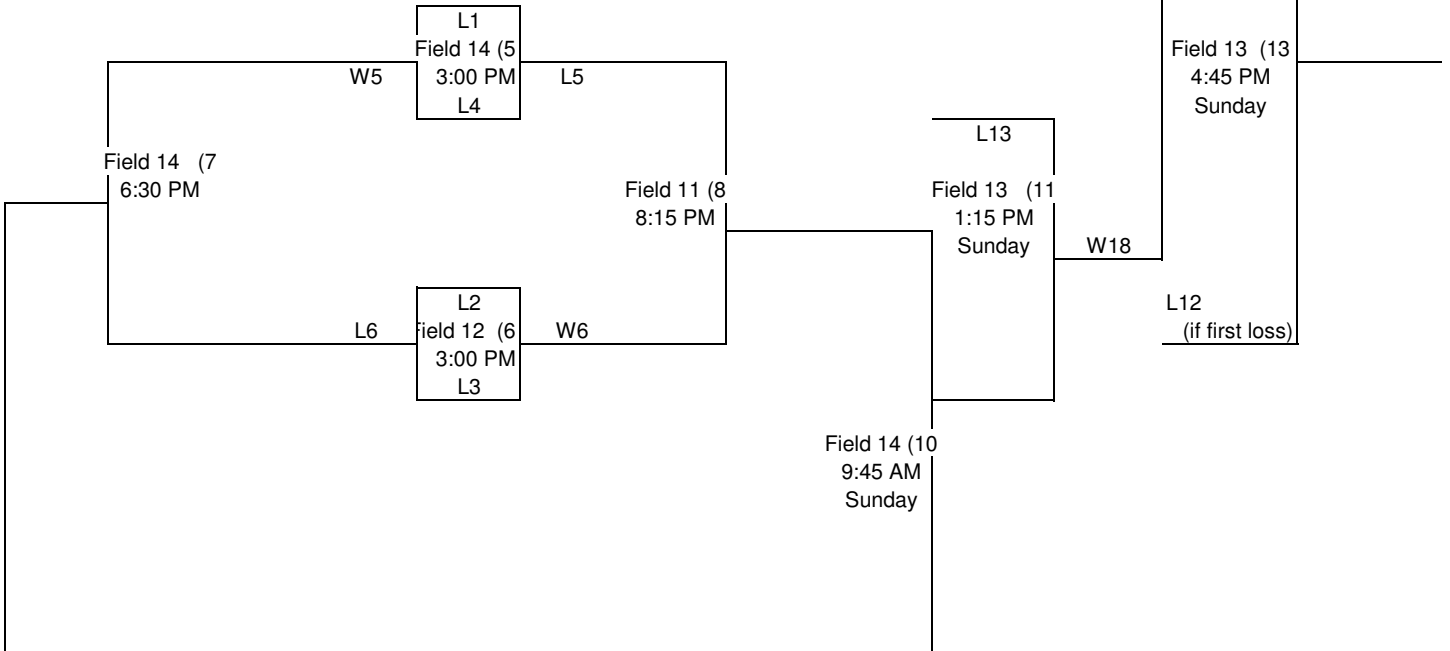 L1
Field 14 (5
3:00 PM
L4
W5
L5
Field 13 (13
4:45 PM
Sunday
L13
Field 14 (7
6:30 PM
Field 11 (8
8:15 PM
Field 13 (11
1:15 PM
Sunday
W18
L2
Field 12 (6
3:00 PM
L3
L6
W6
L12
(if first loss)
Field 14 (10
9:45 AM
Sunday